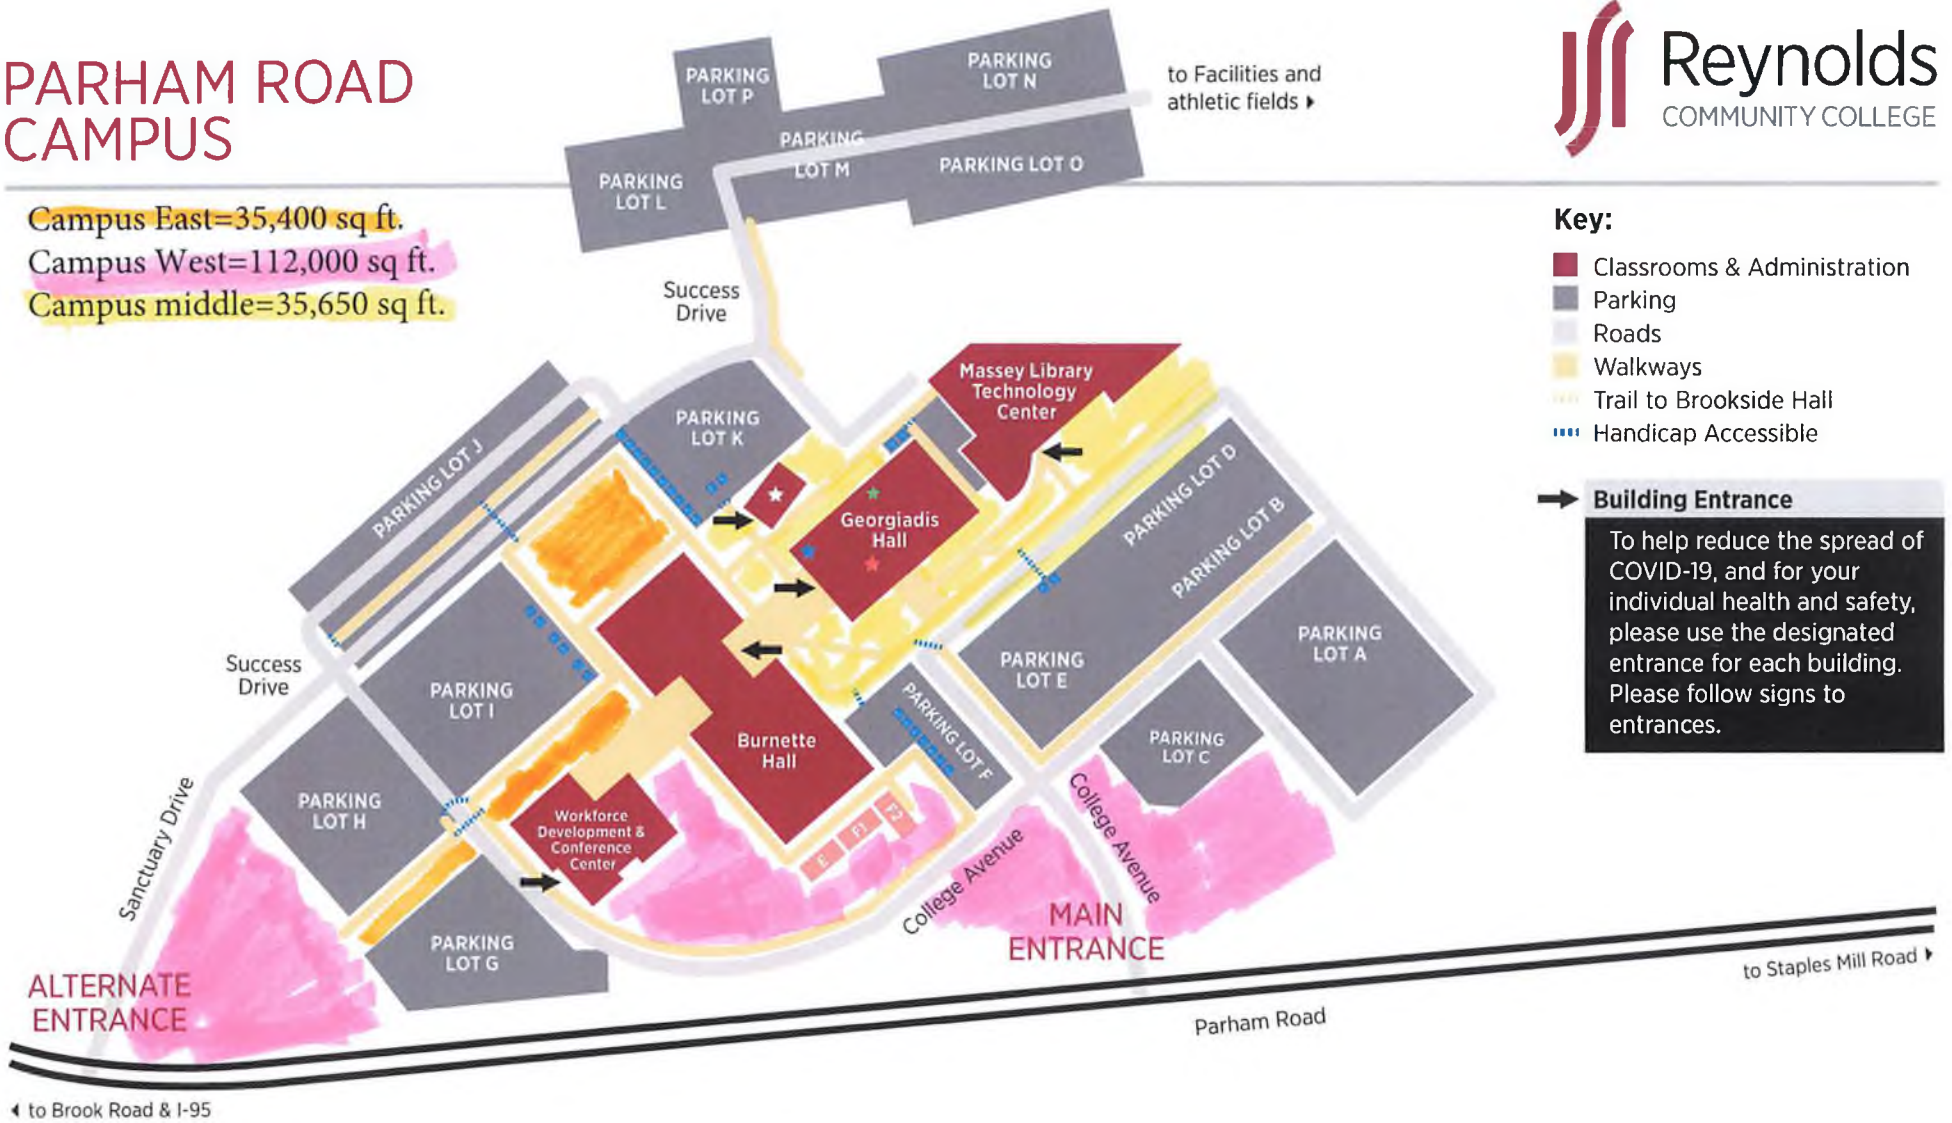 PARHAM ROAD
CAMPUS
Reynolds
COMMUNITY COLLEGE
Campus East=35,400 sq ft.
Campus West=112,000 sq ft.
Campus middle=35,650 sq ft.
PARKING
LOT P
PARKING
LOT N
to Facilities and
athletic fields
PARKING
LOT M
PARKING LOT O
PARKING
LOT L
Success
Drive
Key:
Classrooms & Administration
Parking
Roads
Walkways
Trail to Brookside Hall
Handicap Accessible
Building Entrance
To help reduce the spread of
COVID-19, and for your
individual health and safety,
please use the designated
entrance for each building.
Please follow signs to
entrances.
Massey Library
Technology
Center
PARKING
LOT K
PARKING LOT J
Georgiadis
Hall
PARKING LOT D
PARKING LOT B
PARKING
LOT A
PARKING
LOT E
Success
Drive
PARKING
LOT I
PARKING LOT F
Burnette
Hall
PARKING
LOT C
PARKING
LOT H
Workforce
Development &
Conference
Center
E
F1
F2
College Avenue
College Avenue
Sanctuary Drive
MAIN
ENTRANCE
PARKING
LOT G
ALTERNATE
ENTRANCE
to Staples Mill Road
Parham Road
to Brook Road & I-95